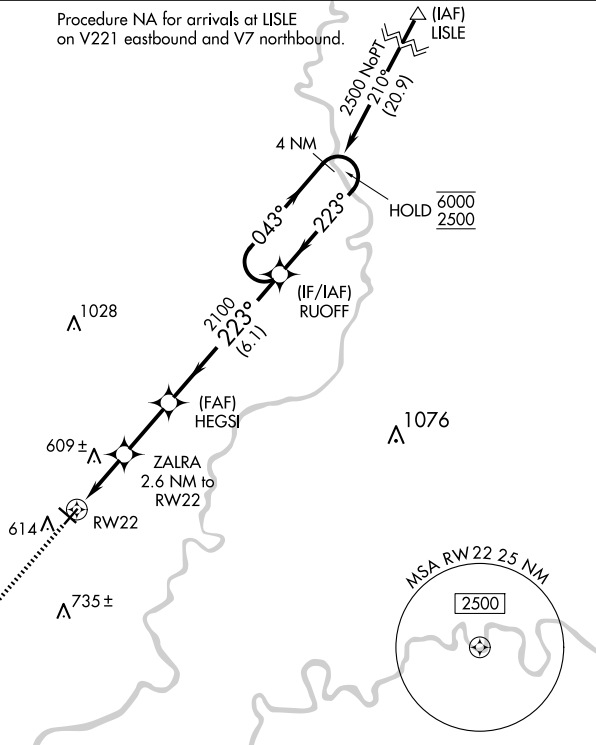 Procedure NA for arrivals at LISLE
on V221 eastbound and V7 northbound.
(IAF)
LISLE
2500 NoPT
210°
(20.9)
4 NM
HOLD 6000
2500
043°
223°
(IF/IAF)
RUOFF
2100
223°
(6.1)
1028
(FAF)
HEGSI
1076
609±
ZALRA
2.6 NM to
RW22
RW22
614
735±
MSA RW22 25 NM
2500